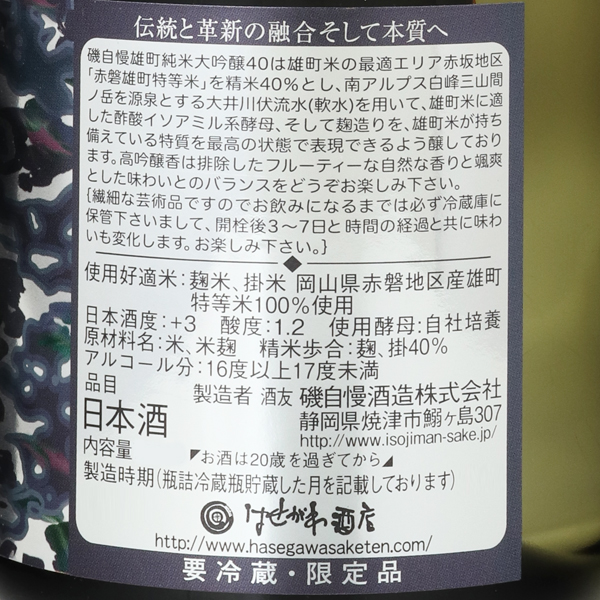 伝統と革新の融合そして本質へ
磯自慢雄町純米大吟醸40は雄町米の最適エリア赤坂地区
「赤磐雄町特等米」を精米40%とし、南アルプス白峰三山間
ノ岳を源泉とする大井川伏流水(軟水)を用いて、雄町米に適
した酢酸イソアミル系酵母、そして麹造りを、雄町米が持ち
備えている特質を最高の状態で表現できるよう醸しており
ます。高吟醸香は排除したフルーティーな自然な香りと颯爽
とした味わいとのバランスをどうぞお楽しみ下さい。
{繊細な芸術品ですのでお飲みになるまでは必ず冷蔵庫に
保管下さいまして、開栓後3〜7日と時間の経過と共に味わ
いも変化します。お楽しみ下さい。}
使用好適米:麹米、掛米 岡山県赤磐地区産雄町
特等米100%使用
日本酒度:+3 酸度:1.2 使用酵母:自社培養
原材料名:米、米麹 精米歩合:麹、掛40%
アルコール分:16度以上17度未満
品目
日本酒
製造者 酒友 磯自慢酒造株式会社
静岡県焼津市鰯ヶ島307
http://www.isojiman-sake.jp/
内容量
お酒は20歳を過ぎてから
製造時期(瓶詰冷蔵瓶貯蔵した月を記載しております)
はせがわ酒店
http://www.hasegawasaketen.com/
要冷蔵・限定品